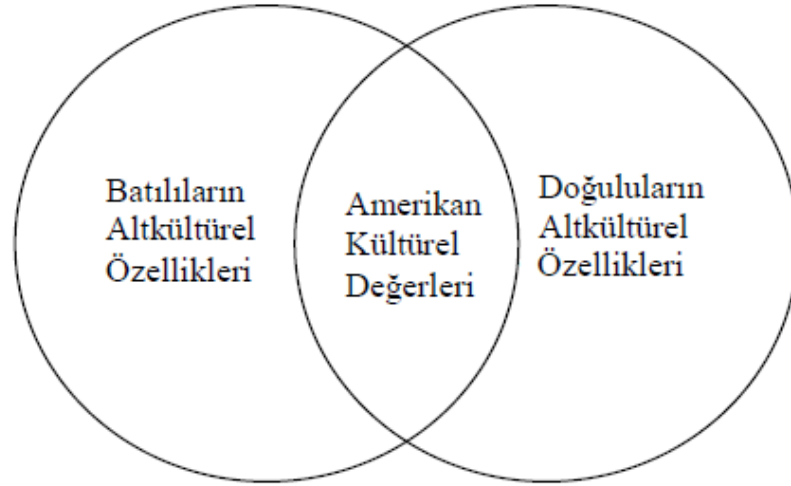 Batılıların
Altkültürel
Özellikleri
Amerikan
Kültürel
Değerleri
Doğuluların
Altkültürel
Özellikleri